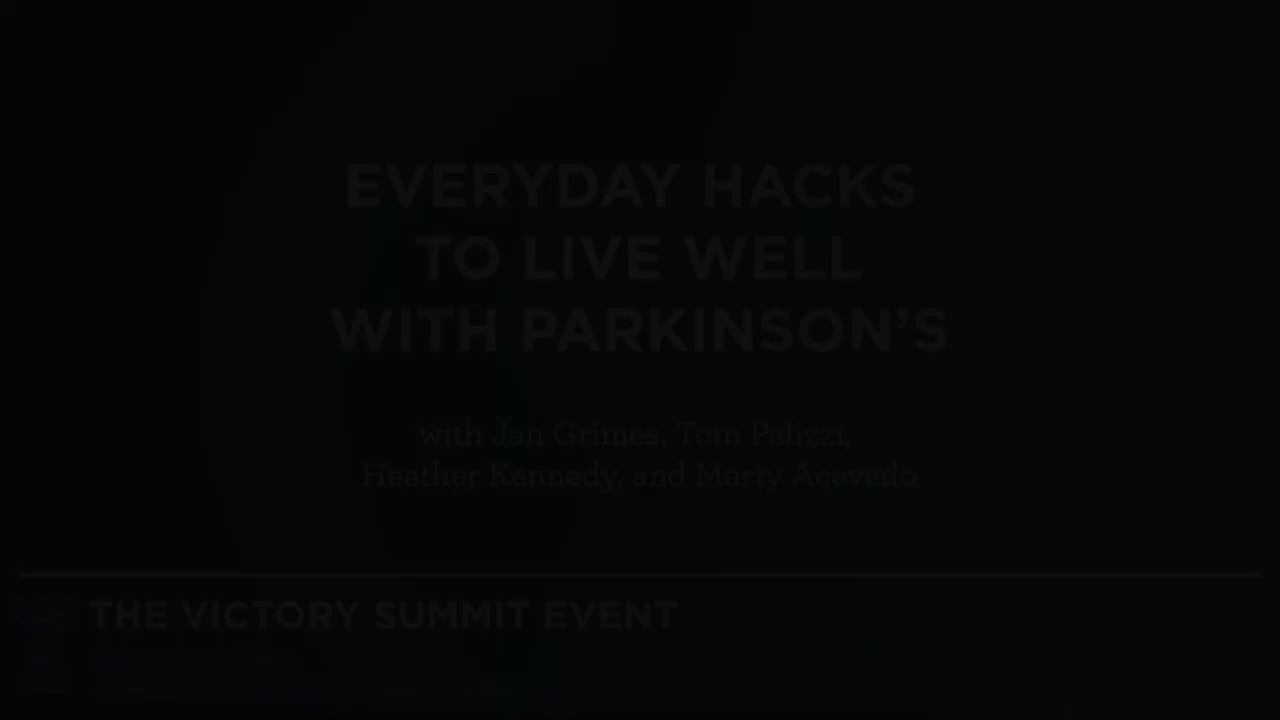 EVERYDAY HACKS
TO LIVE WELL
WITH PARKINSON'S
with Jan Grimes, Tom Palizzi,
Heather Kennedy, and Marty Acevedo
THE VICTORY SUMMIT EVENT